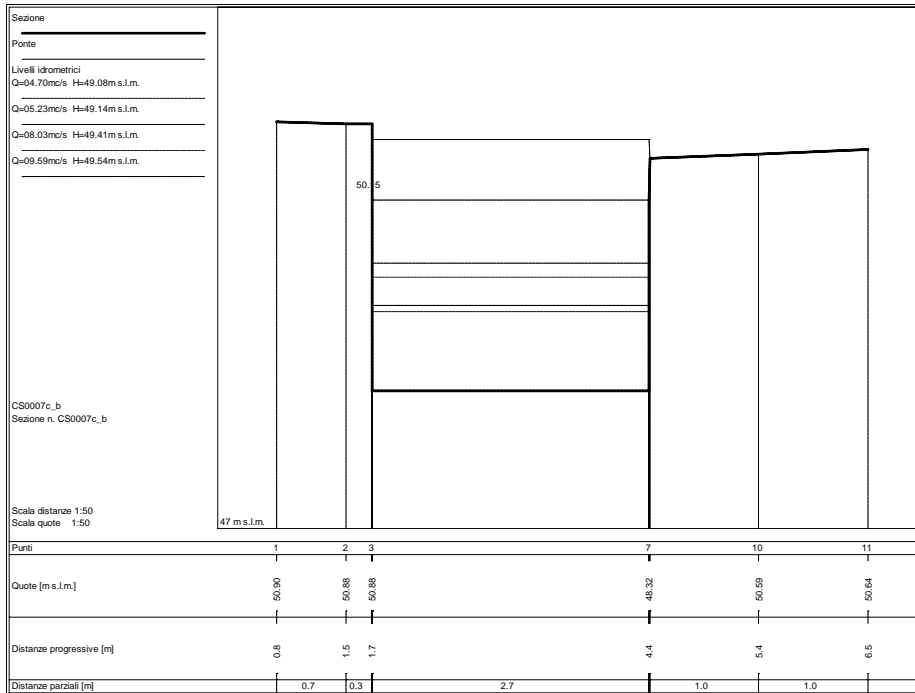 Sezione
Ponte
Livelli idrometrici
Q=04.70mc/s H=49.08m s.l.m.
Q=05.23mc/s H=49.14m s.l.m.
Q=08.03mc/s H=49.41m s.l.m.
Q=09.59mc/s H=49.54m s.l.m.
CS0007c_b
Sezione n. CS0007c_b
Scala distanze 1:50
Scala quote 1:50
47 m s.l.m.
Punti 1 2 3 7 10 11
Quote [m s.l.m.] 50.90 50.88 50.88 48.32 50.59 50.64
Distanze progressive [m] 0.8 1.5 1.7 4.4 5.4 6.5
Distanze parziali [m] 0.7 0.3 2.7 1.0 1.0